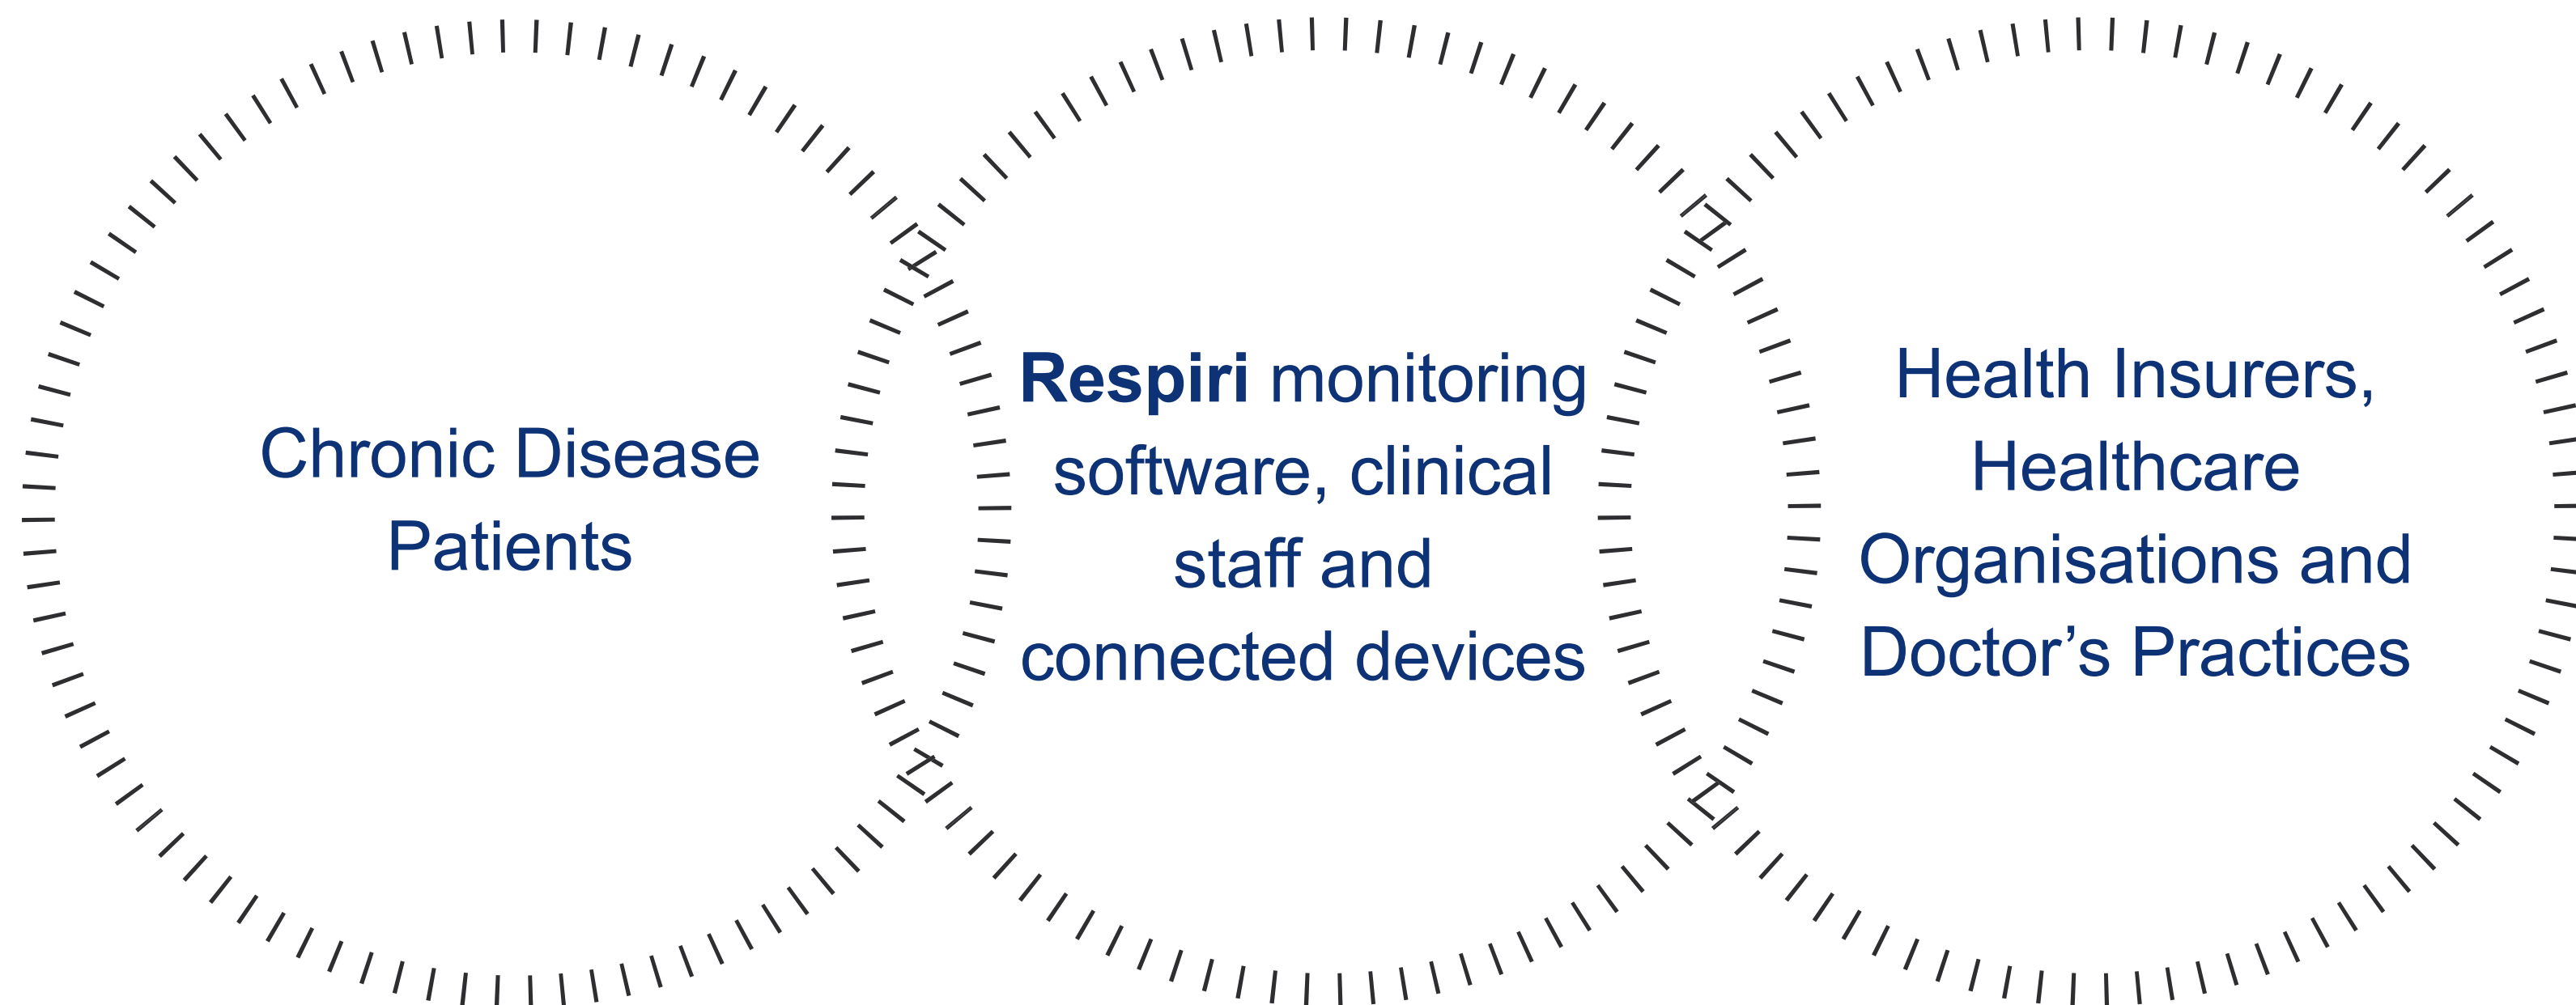 Chronic Disease
Patients
Respiri monitoring
software, clinical
staff and
connected devices
Health Insurers,
Healthcare
Organisations and
Doctor’s Practices